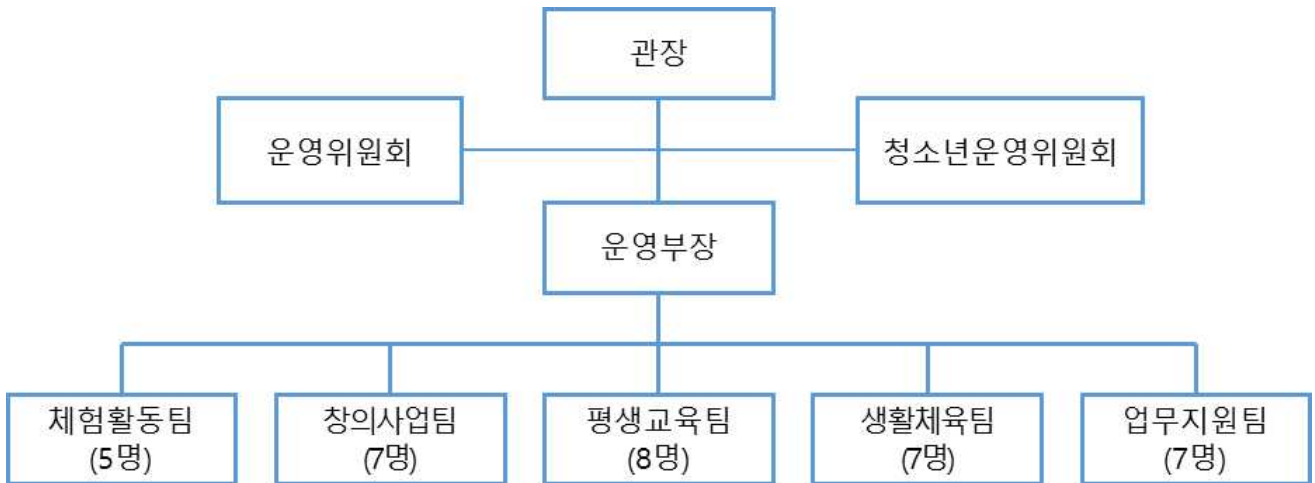 관장
운영위원회
청소년운영위원회
운영부장
체험활동팀
(5명)
창의사업팀
(7명)
평생교육팀
(8명)
생활체육팀
(7명)
업무지원팀
(7명)